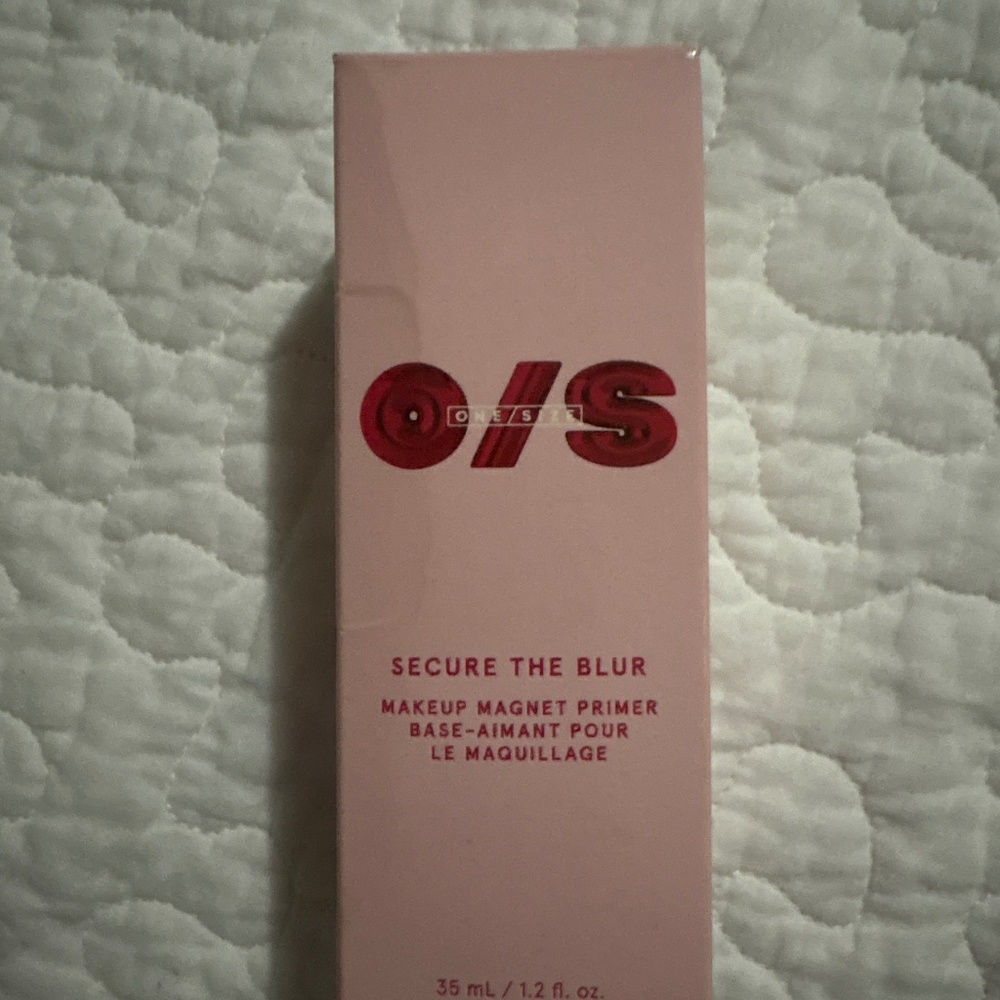 O/S
ONE/SIZE
SECURE THE BLUR
MAKEUP MAGNET PRIMER
BASE-AIMANT POUR
LE MAQUILLAGE
35 mL / 1.2 fl. oz.